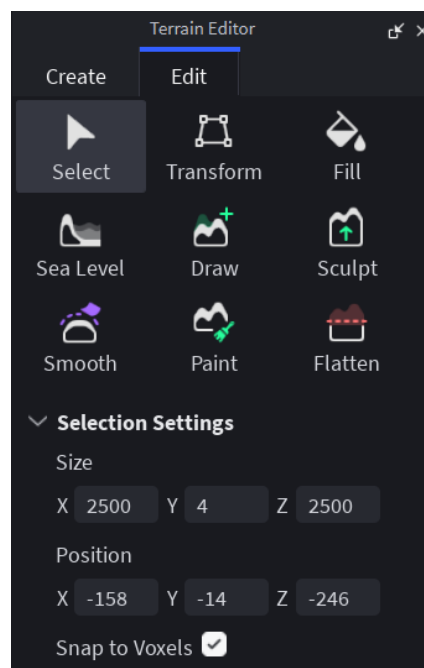 Terrain Editor
Create Edit
Select Transform Fill
Sea Level Draw Sculpt
Smooth Paint Flatten
Selection Settings
Size
X 2500 Y 4 Z 2500
Position
X -158 Y -14 Z -246
Snap to Voxels